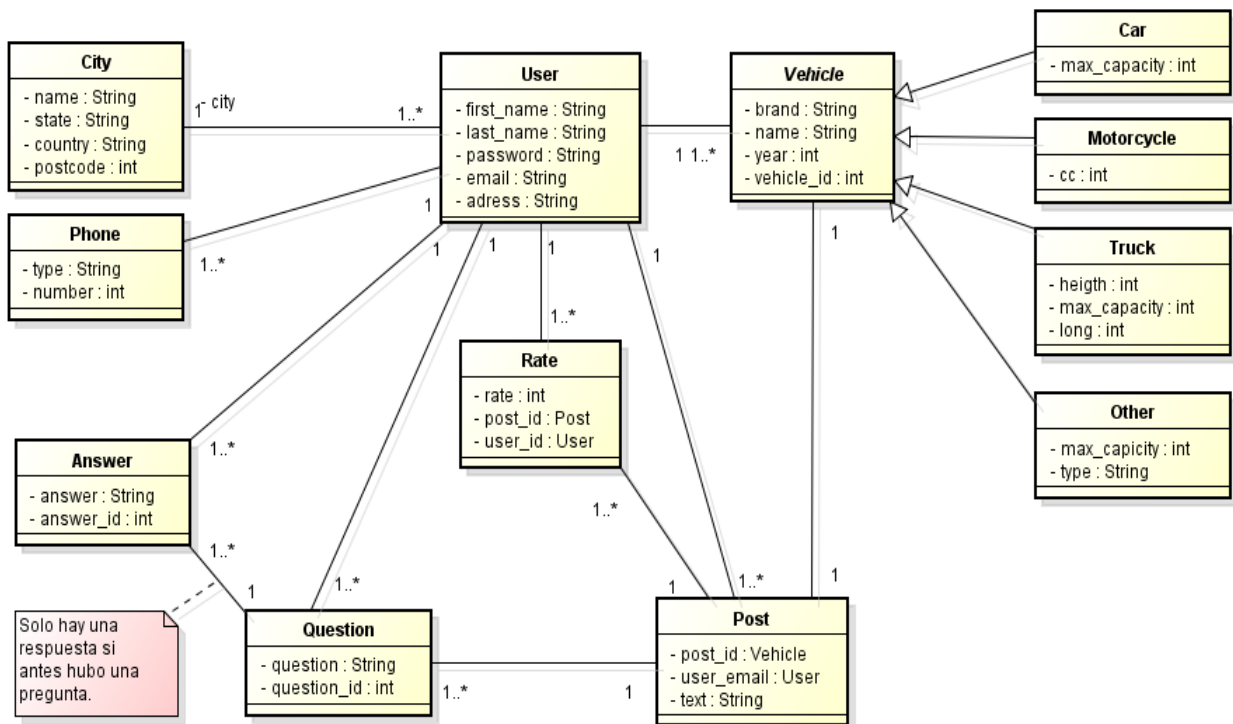 City
- name : String
- state : String
- country : String
- postcode : int
1
- city
1..*
User
- first_name : String
- last_name : String
- password : String
- email : String
- adress : String
1 1..*
Vehicle
- brand : String
- name : String
- year : int
- vehicle_id : int
Car
- max_capacity : int
Motorcycle
- cc : int
Truck
- heigth : int
- max_capacity : int
- long : int
Other
- max_capicity : int
- type : String
Phone
- type : String
- number : int
1..*
1
1
1
1
1
1
1..*
Rate
- rate : int
- post_id : Post
- user_id : User
1..*
Answer
- answer : String
- answer_id : int
1..*
1..*
1
1..*
1
1..*
1
Solo hay una
respuesta si
antes hubo una
pregunta.
Question
- question : String
- question_id : int
1..*
1
Post
- post_id : Vehicle
- user_email : User
- text : String